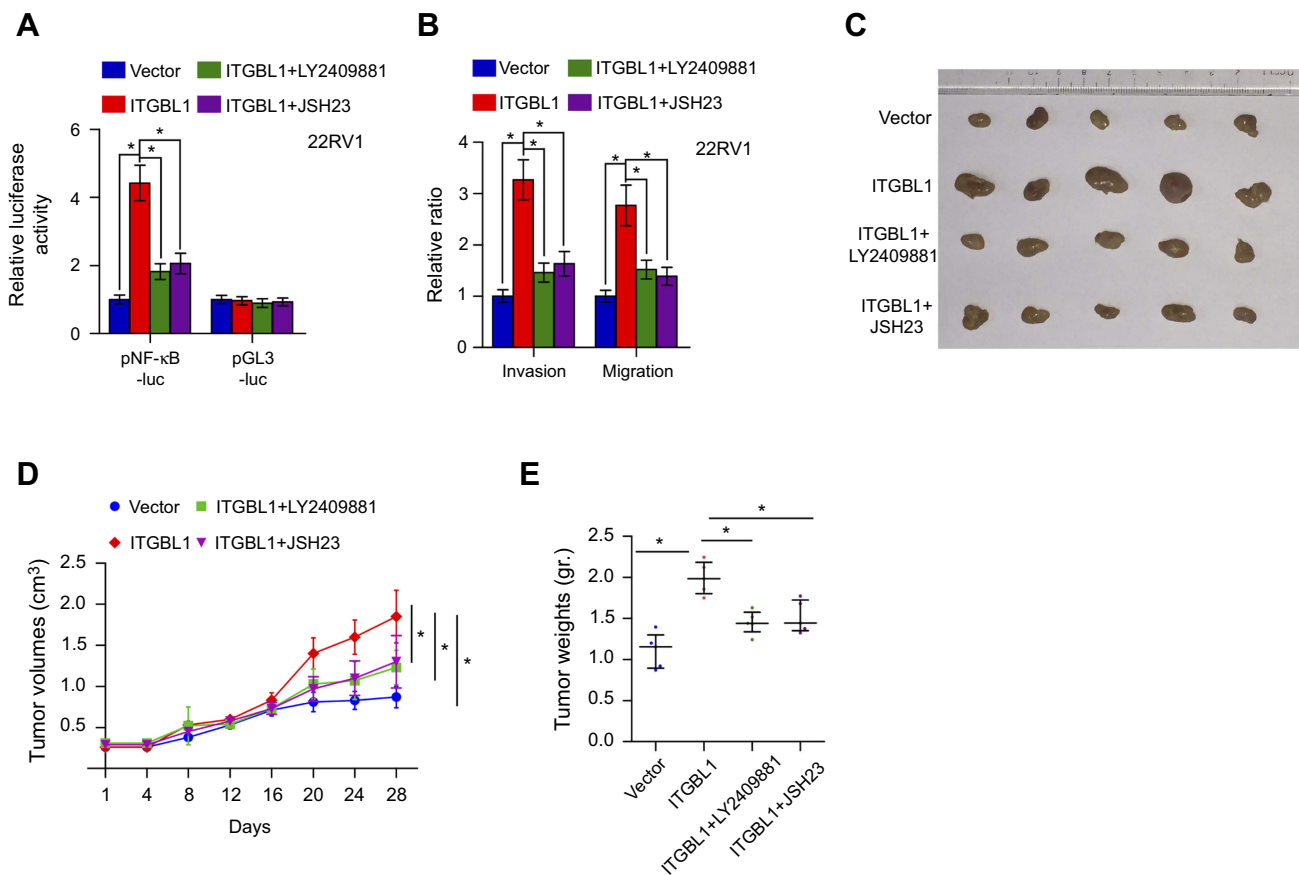 A
Vector
ITGBL1+LY2409881
ITGBL1
ITGBL1+JSH23
22RV1
Relative luciferase
activity
6
4
2
0
*
*
*
pNF-κB
-luc
pGL3
-luc
B
Vector
ITGBL1+LY2409881
ITGBL1
ITGBL1+JSH23
22RV1
Relative ratio
4
3
2
1
0
*
*
*
*
*
*
Invasion
Migration
C
Vector
ITGBL1
ITGBL1+
LY2409881
ITGBL1+
JSH23
D
Vector
ITGBL1+LY2409881
ITGBL1
ITGBL1+JSH23
Tumor volumes (cm³)
2.5
2.0
1.5
1.0
0.5
*
*
*
1 4 8 12 16 20 24 28
Days
E
Tumor weights (gr.)
2.5
2.0
1.5
1.0
0.5
0.0
*
*
*
Vector
ITGBL1
ITGBL1+LY2409881
ITGBL1+JSH23